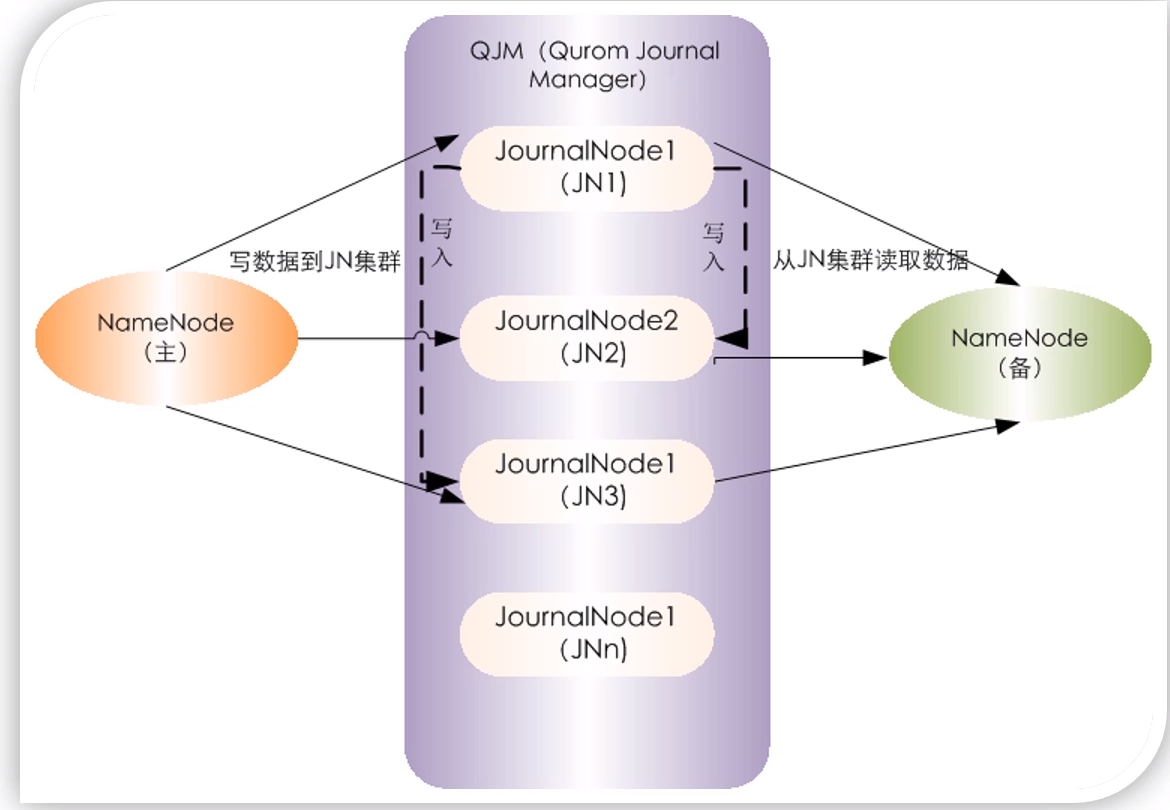 QJM（Qurom Journal
Manager）
JournalNode1
（JN1）
写
入
写
入
写数据到JN集群
从JN集群读取数据
NameNode
（主）
JournalNode2
（JN2）
NameNode
（备）
JournalNode1
（JN3）
JournalNode1
（JNn）